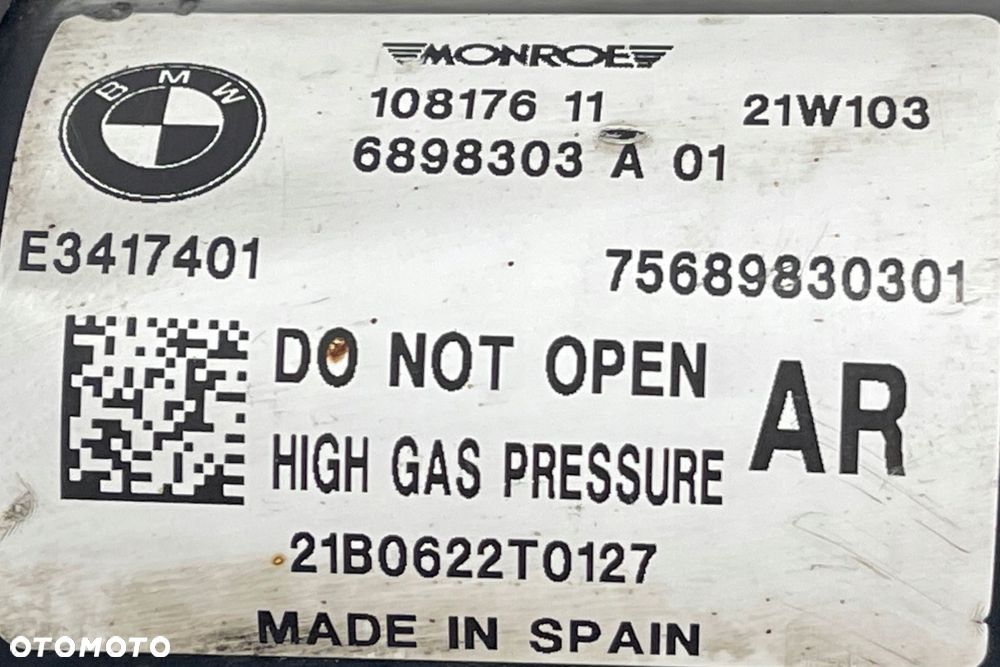 MONROE
BMW
108176 11 21W103
6898303 A 01
E3417401 75689830301
DO NOT OPEN
AR
HIGH GAS PRESSURE
21B0622T0127
MADE IN SPAIN
OTOMOTO